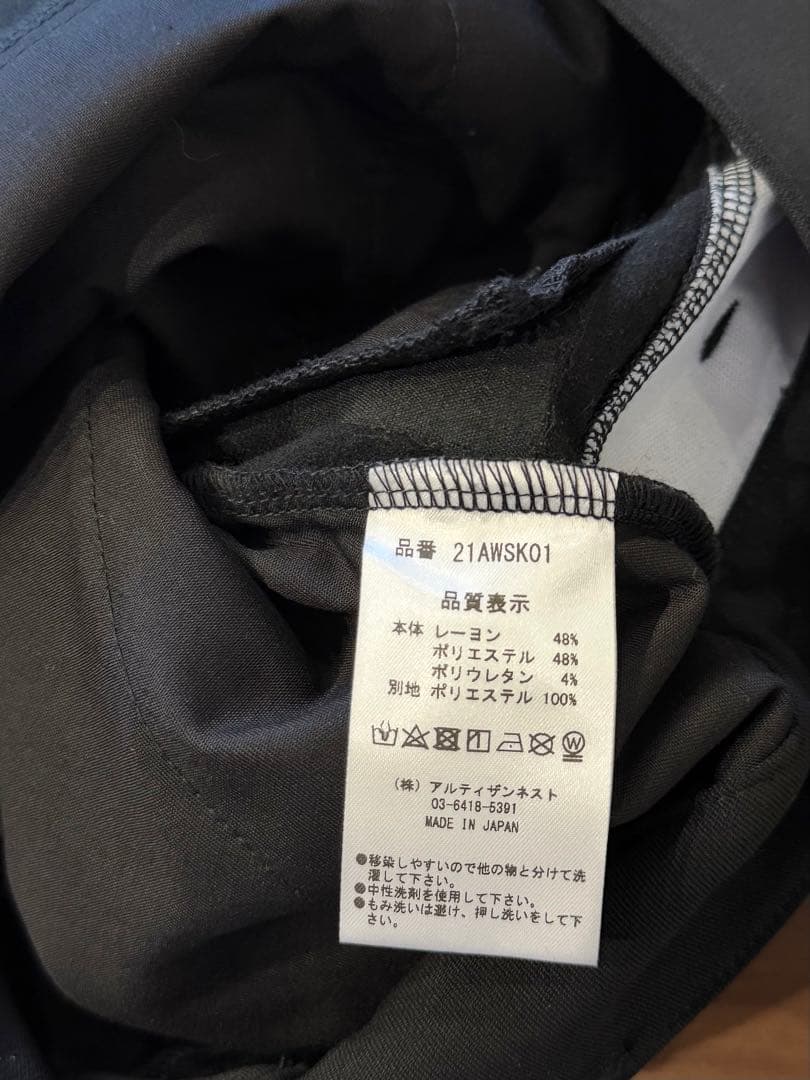 品番 21AWSK01
品質表示
本体 レーヨン 48%
ポリエステル 48%
ポリウレタン 4%
別地 ポリエステル 100%
W
(株) アルティザンネスト
03-6418-5391
MADE IN JAPAN
●移染しやすいので他の物と分けて洗
濯して下さい。
●中性洗剤を使用して下さい。
●もみ洗いは避け、押し洗いをして下
さい。